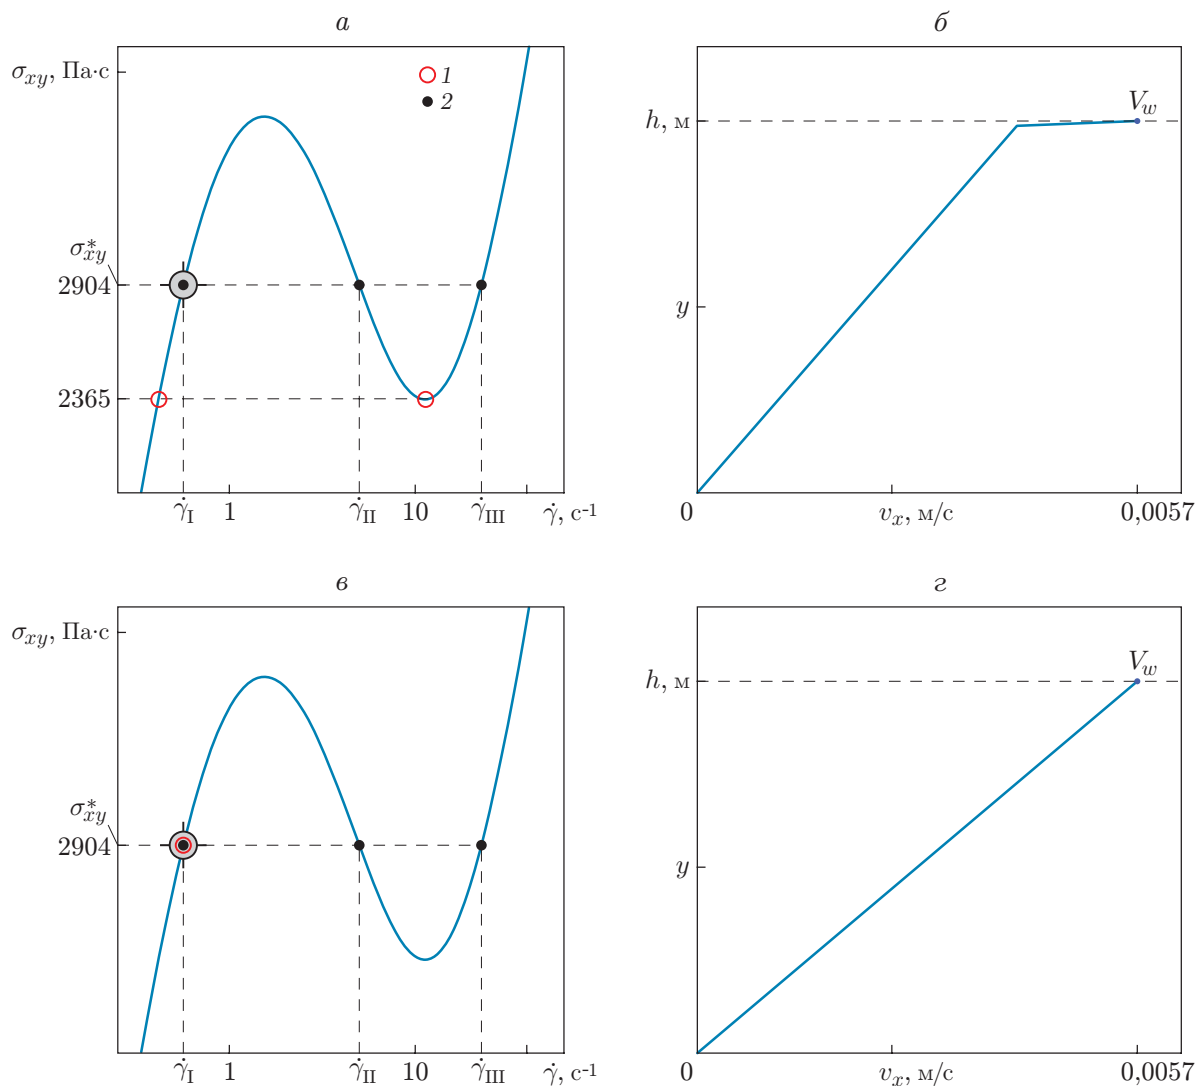 а
σxy, Па·с
1
2
σ*xy
2904
2365
γ̇I 1 γ̇II 10 γ̇III γ̇, с-1
б
Vw
h, м
y
0 vx, м/с 0,0057
в
σxy, Па·с
σ*xy
2904
γ̇I 1 γ̇II 10 γ̇III γ̇, с-1
г
Vw
h, м
y
0 vx, м/с 0,0057